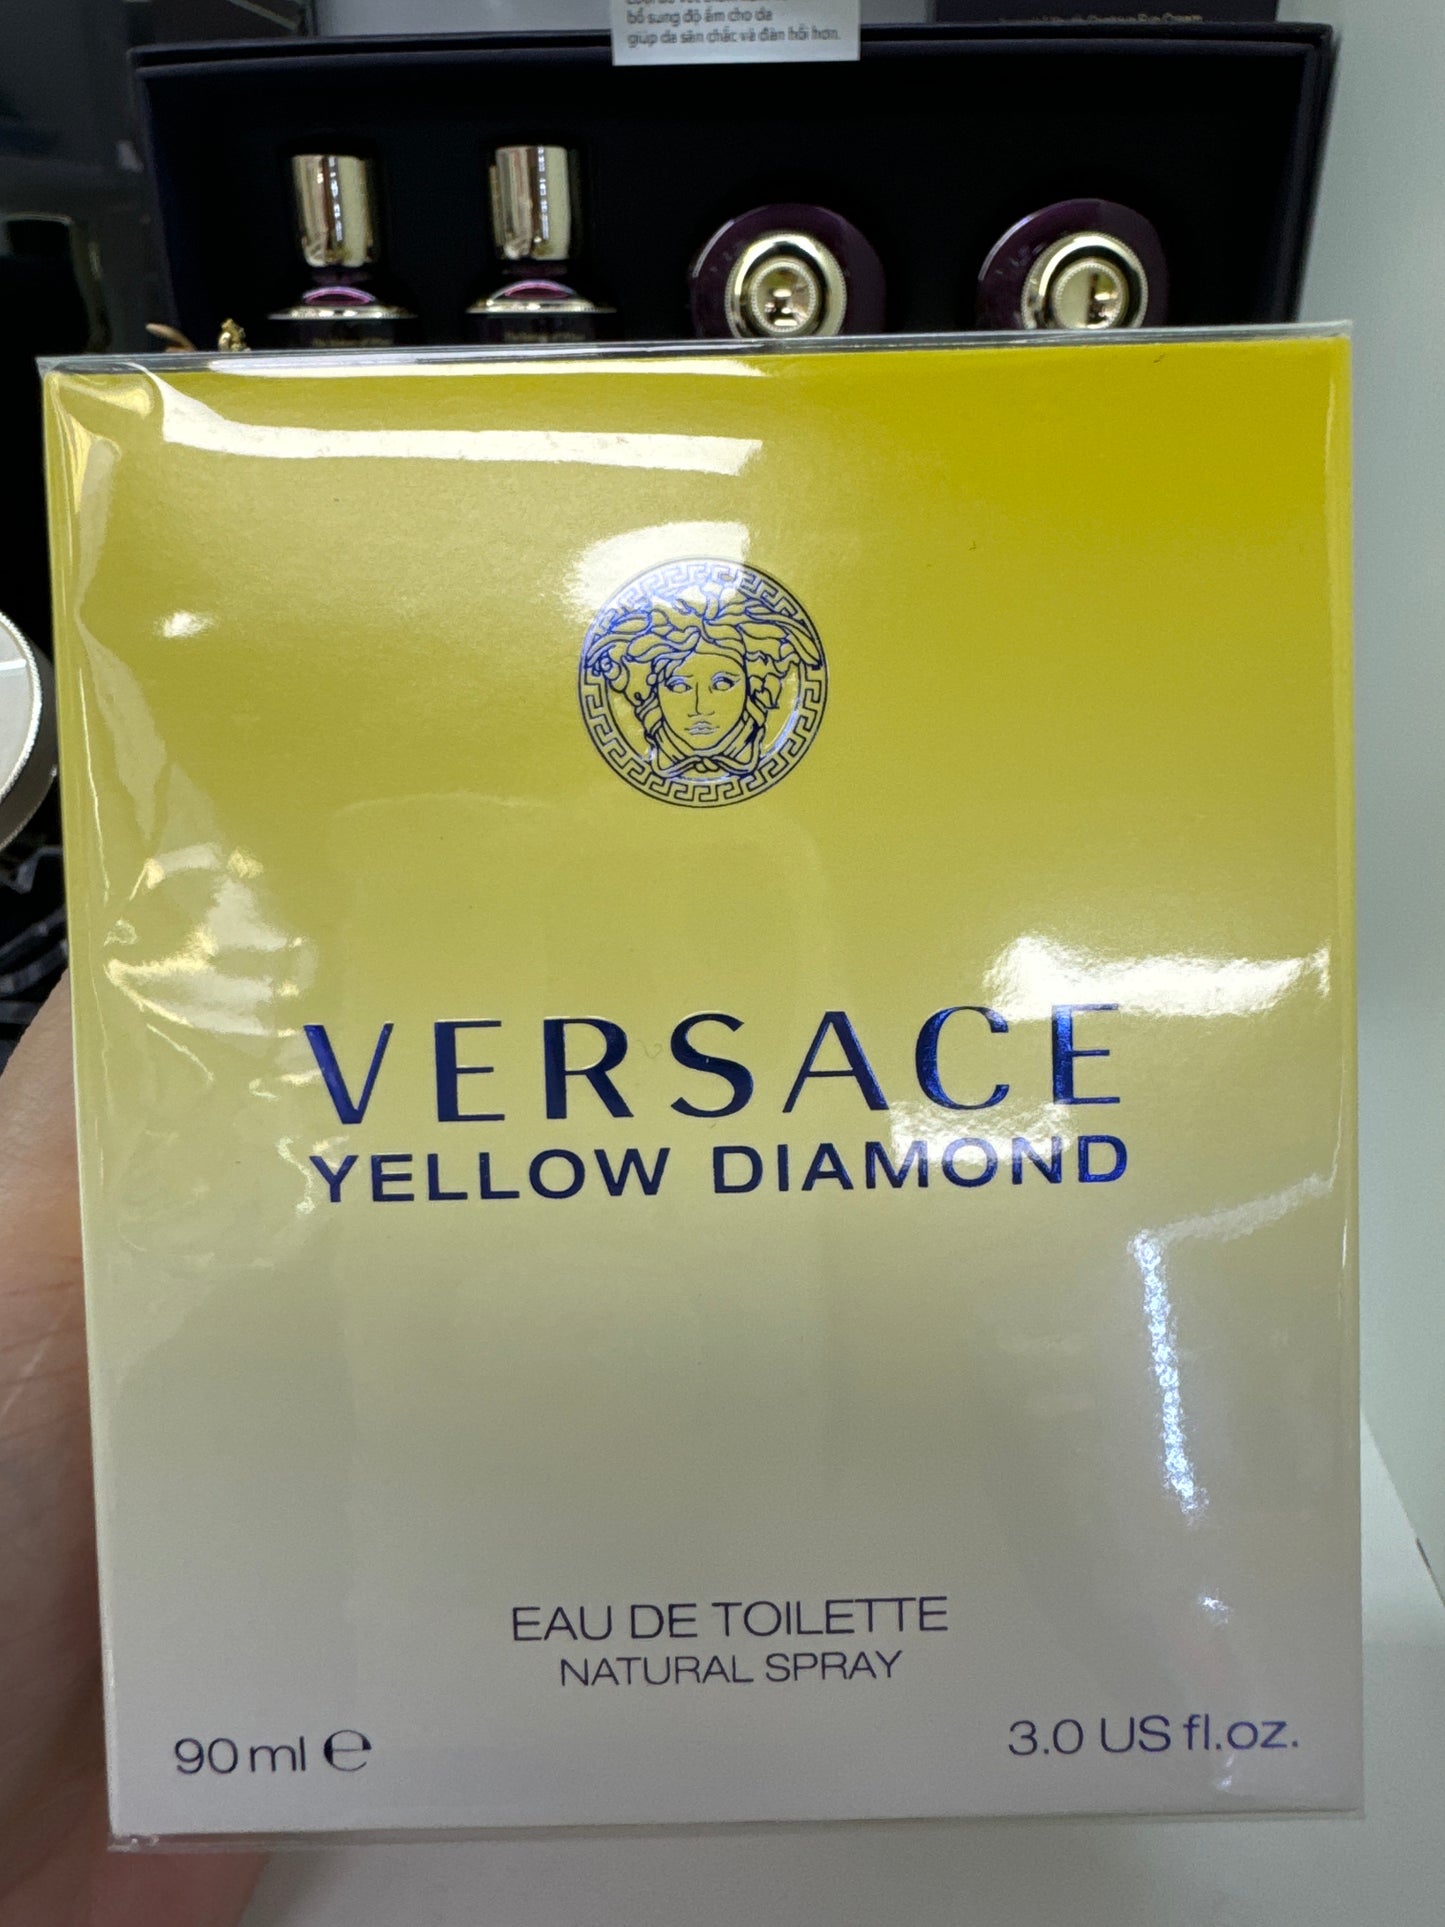 bổ sung độ ẩm cho da
giúp da săn chắc và đàn hồi hơn.
VERSACE
YELLOW DIAMOND
EAU DE TOILETTE
NATURAL SPRAY
90 ml ℮
3.0 US fl.oz.